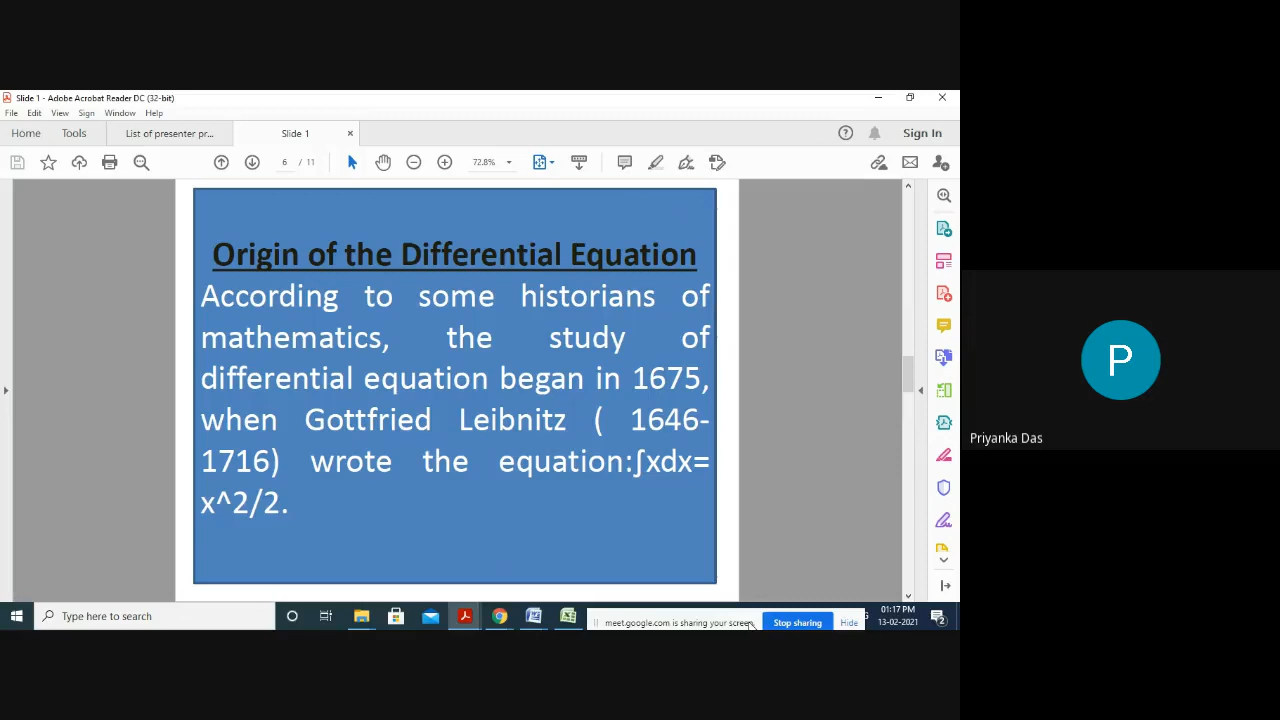 Slide 1 - Adobe Acrobat Reader DC (32-bit)
File Edit View Sign Window Help
Home Tools List of presenter pr... Slide 1 × Sign In
6 / 11 72.8%
Origin of the Differential Equation
According to some historians of
mathematics, the study of
differential equation began in 1675,
when Gottfried Leibnitz ( 1646-
1716) wrote the equation:∫xdx=
x^2/2.
P
Priyanka Das
Type here to search
meet.google.com is sharing your screen. Stop sharing Hide
01:17 PM
13-02-2021
2